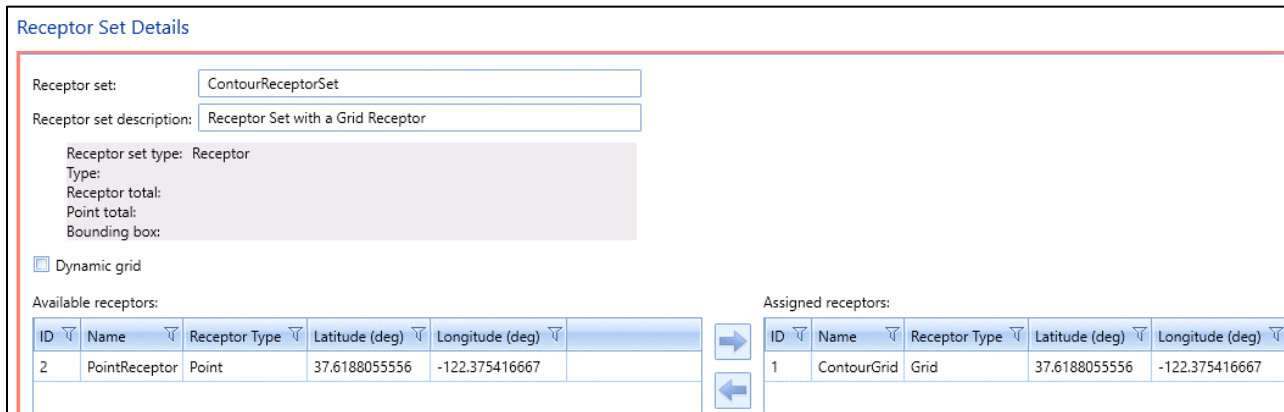 Receptor Set Details
Receptor set: ContourReceptorSet
Receptor set description: Receptor Set with a Grid Receptor
Receptor set type: Receptor
Type:
Receptor total:
Point total:
Bounding box:
Dynamic grid
Available receptors: Assigned receptors:
ID Name Receptor Type Latitude (deg) Longitude (deg) ID Name Receptor Type Latitude (deg) Longitude (deg)
2 PointReceptor Point 37.6188055556 -122.375416667 1 ContourGrid Grid 37.6188055556 -122.375416667